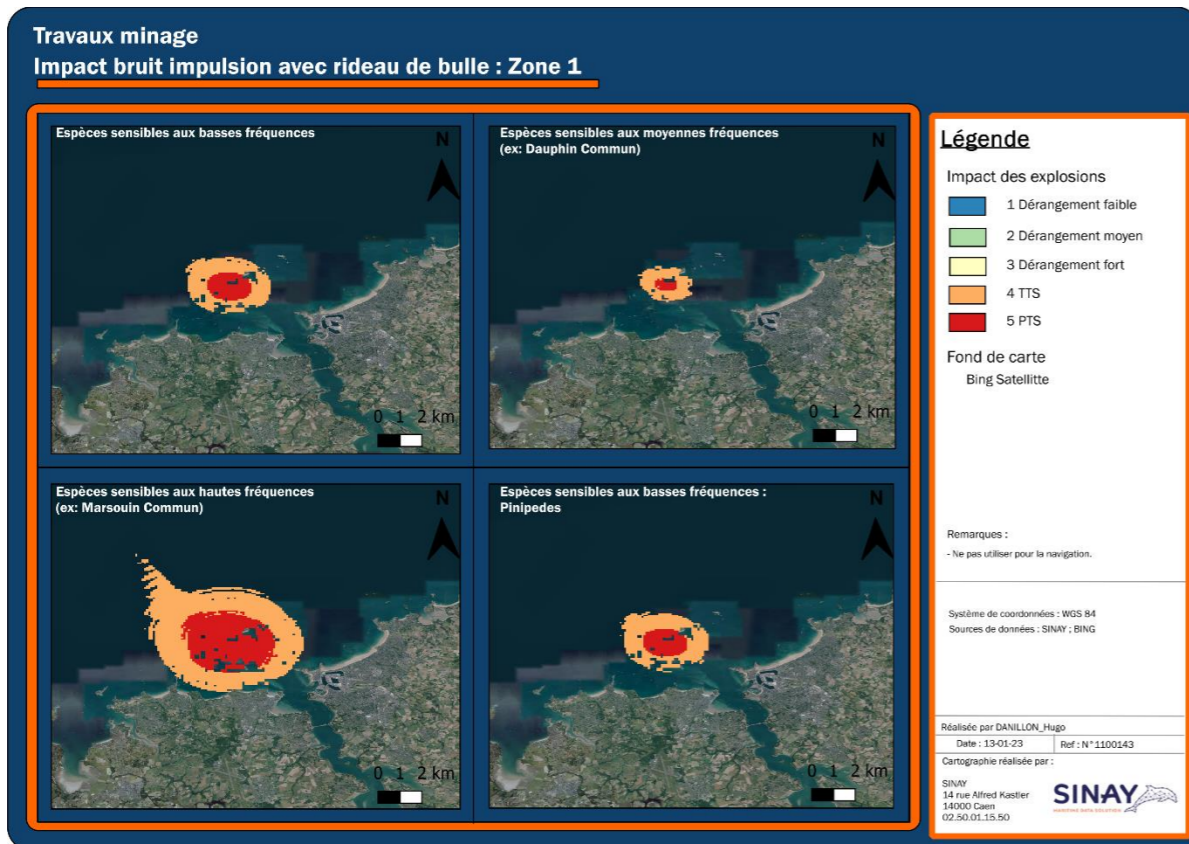 Travaux minage
Impact bruit impulsion avec rideau de bulle : Zone 1
Espèces sensibles aux basses fréquences
N
0 1 2 km
Espèces sensibles aux moyennes fréquences
(ex: Dauphin Commun)
N
0 1 2 km
Espèces sensibles aux hautes fréquences
(ex: Marsouin Commun)
N
0 1 2 km
Espèces sensibles aux basses fréquences :
Pinipedes
N
0 1 2 km
Légende
Impact des explosions
1 Dérangement faible
2 Dérangement moyen
3 Dérangement fort
4 TTS
5 PTS
Fond de carte
Bing Satellitte
Remarques :
- Ne pas utiliser pour la navigation.
Système de coordonnées : WGS 84
Sources de données : SINAY ; BING
Réalisée par DANILLON_Hugo
Date : 13-01-23 Ref : N°1100143
Cartographie réalisée par :
SINAY
14 rue Alfred Kastler
14000 Caen
02.50.01.15.50
SINAY